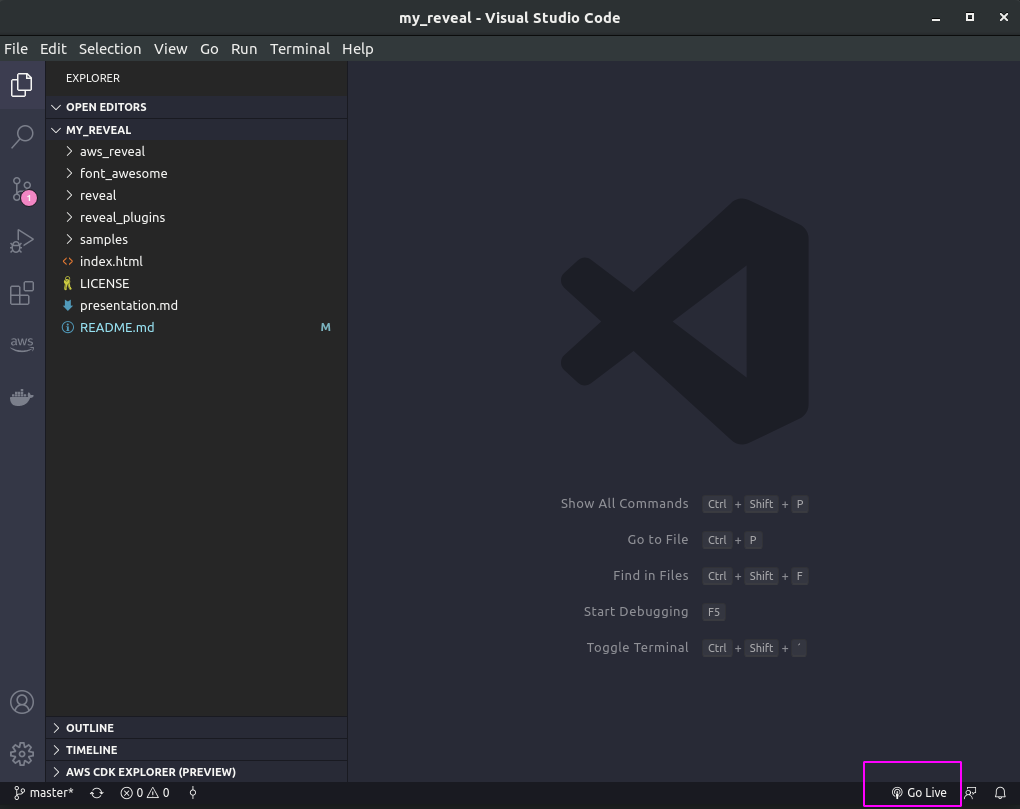 my_reveal - Visual Studio Code
File Edit Selection View Go Run Terminal Help
EXPLORER
OPEN EDITORS
MY_REVEAL
aws_reveal
font_awesome
reveal
1
reveal_plugins
samples
index.html
LICENSE
presentation.md
README.md M
aws
Show All Commands Ctrl + Shift + P
Go to File Ctrl + P
Find in Files Ctrl + Shift + F
Start Debugging F5
Toggle Terminal Ctrl + Shift + `
OUTLINE
TIMELINE
AWS CDK EXPLORER (PREVIEW)
master* 0 0 Go Live